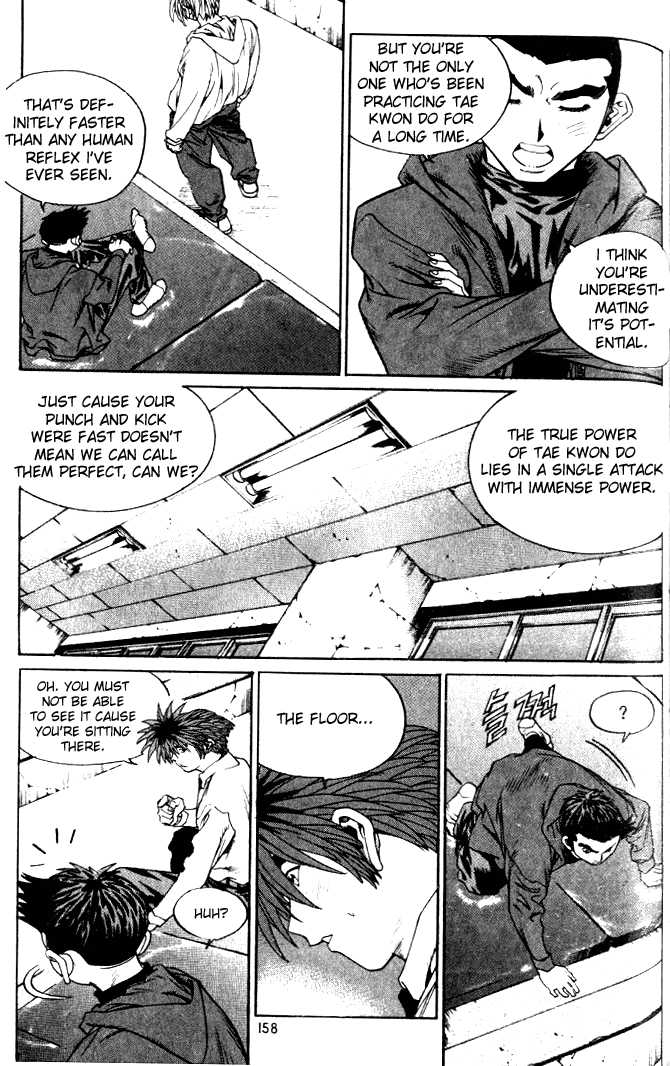 THAT'S DEF-
INITELY FASTER
THAN ANY HUMAN
REFLEX I'VE
EVER SEEN.
BUT YOU'RE
NOT THE ONLY
ONE WHO'S BEEN
PRACTICING TAE
KWON DO FOR
A LONG TIME.
I THINK
YOU'RE
UNDERESTI-
MATING
IT'S POT-
ENTIAL.
JUST CAUSE YOUR
PUNCH AND KICK
WERE FAST DOESN'T
MEAN WE CAN CALL
THEM PERFECT, CAN WE?
THE TRUE POWER
OF TAE KWON DO
LIES IN A SINGLE ATTACK
WITH IMMENSE POWER.
OH. YOU MUST
NOT BE ABLE
TO SEE IT CAUSE
YOU'RE SITTING
THERE.
HUH?
THE FLOOR...
?
158